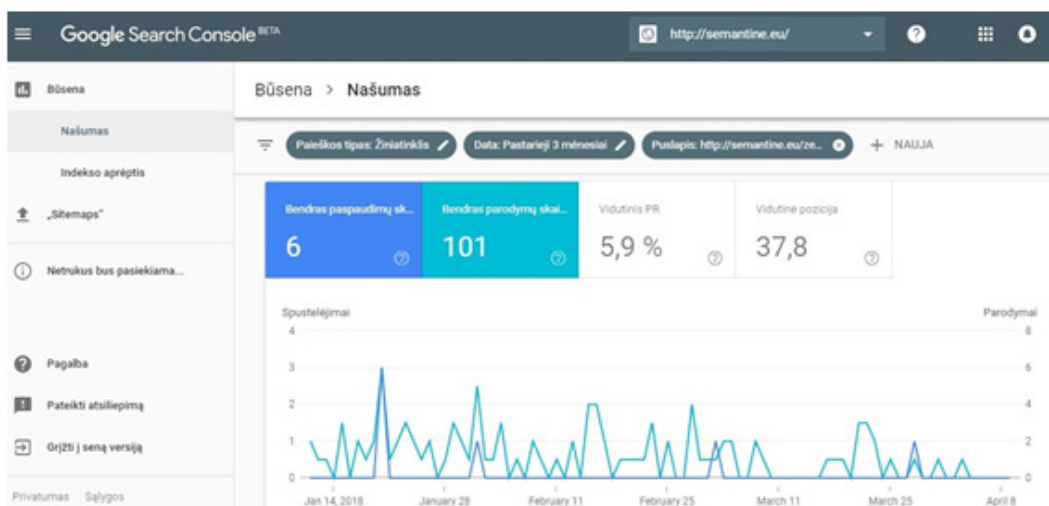 Google Search Console BETA
http://semantine.eu/
Būsena
Našumas
Indekso aprėptis
„Sitemaps“
Netrukus bus pasiekiama...
Pagalba
Pateikti atsiliepimą
Grįžti į seną versiją
Privatumas Sąlygos
Būsena > Našumas
Paieškos tipas: Žiniatinklis
Data: Pastarieji 3 mėnesiai
Puslapis: http://semantine.eu/ze...
+ NAUJA
Bendras paspaudimų sk...
6
Bendras parodymų skai...
101
Vidutinis PR
5,9 %
Vidutinė pozicija
37,8
Spustelėjimai
Parodymai
4 8
3 6
2 4
1 2
0 0
Jan 14, 2018 January 28 February 11 February 25 March 11 March 25 April 8